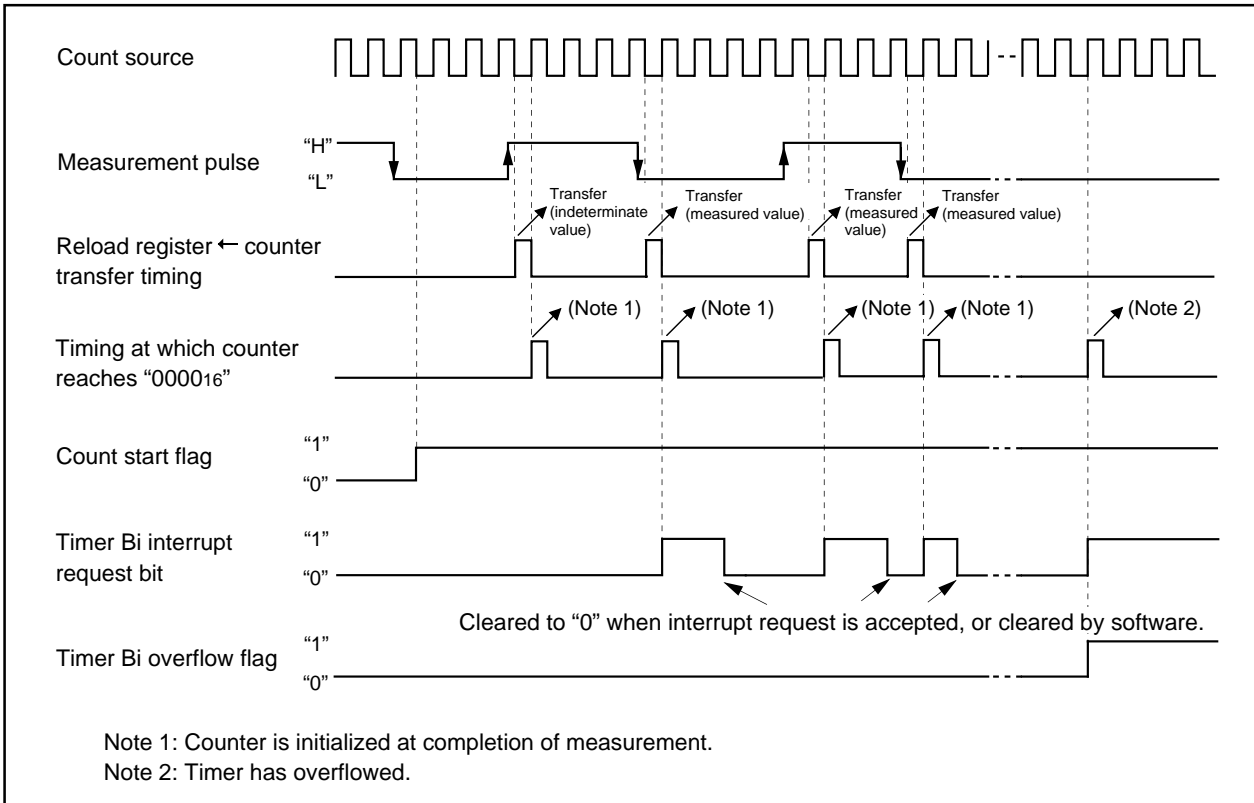 Count source
Measurement pulse
“H”
“L”
Transfer
(indeterminate
value)
Transfer
(measured value)
Transfer
(measured
value)
Transfer
(measured value)
Reload register ← counter
transfer timing
(Note 1)
(Note 1)
(Note 1)
(Note 1)
(Note 2)
Timing at which counter
reaches “000016”
Count start flag
“1”
“0”
Timer Bi interrupt
request bit
“1”
“0”
Cleared to “0” when interrupt request is accepted, or cleared by software.
Timer Bi overflow flag
“1”
“0”
Note 1: Counter is initialized at completion of measurement.
Note 2: Timer has overflowed.